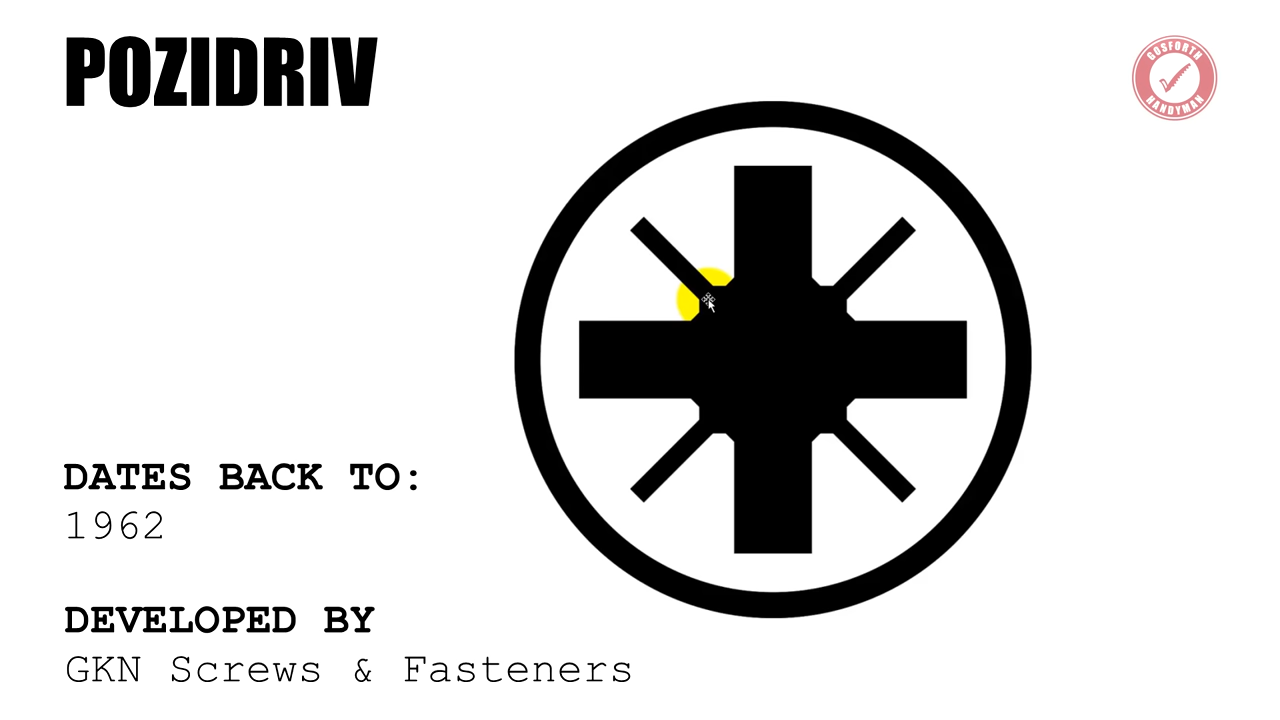 POZIDRIV
GOSFORTH
HANDYMAN
DATES BACK TO:
1962
DEVELOPED BY
GKN Screws & Fasteners